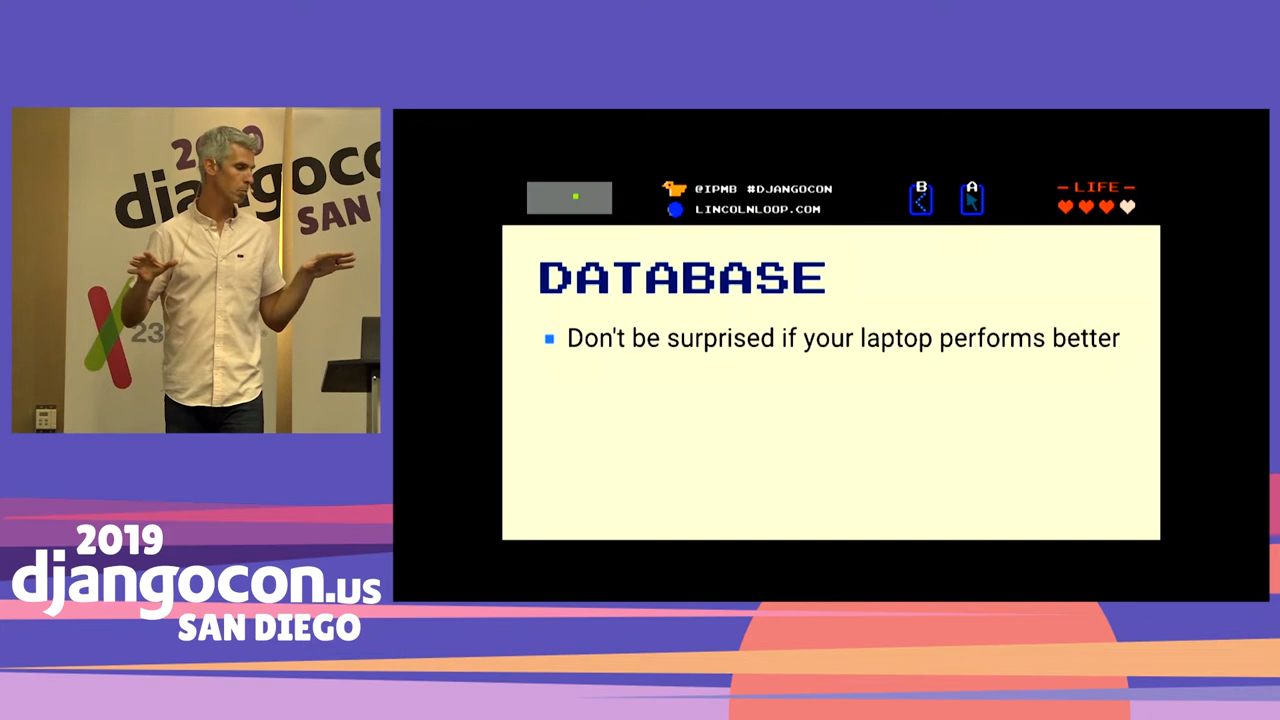 2019
djangocon
SAN
23
@IPMB #DJANGOCON
LINCOLNLOOP.COM
B
A
-LIFE-
DATABASE
Don't be surprised if your laptop performs better
2019
djangocon.us
SAN DIEGO